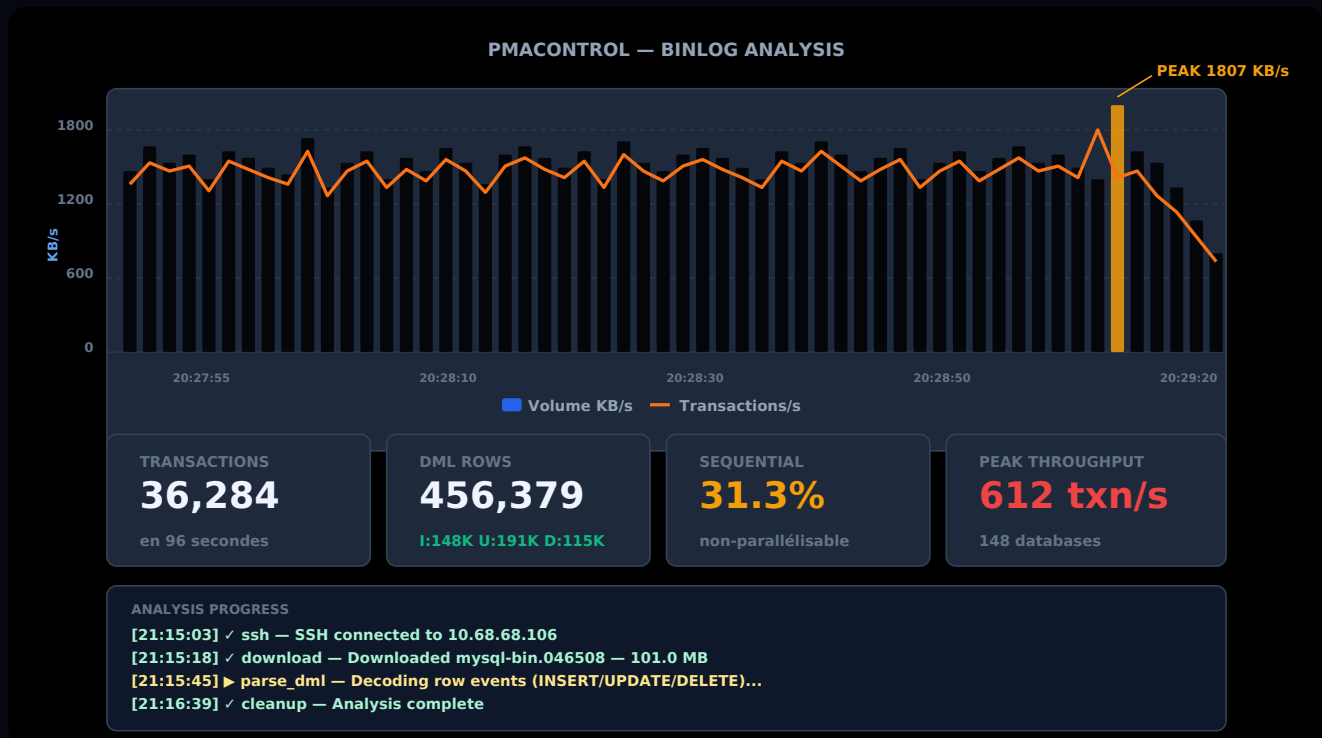 PMACONTROL — BINLOG ANALYSIS
PEAK 1807 KB/s
KB/s
1800
1200
600
0
20:27:55 20:28:10 20:28:30 20:28:50 20:29:20
Volume KB/s Transactions/s
TRANSACTIONS
36,284
en 96 secondes
DML ROWS
456,379
I:148K U:191K D:115K
SEQUENTIAL
31.3%
non-parallélisable
PEAK THROUGHPUT
612 txn/s
148 databases
ANALYSIS PROGRESS
[21:15:03] ✓ ssh — SSH connected to 10.68.68.106
[21:15:18] ✓ download — Downloaded mysql-bin.046508 — 101.0 MB
[21:15:45] ▶ parse_dml — Decoding row events (INSERT/UPDATE/DELETE)...
[21:16:39] ✓ cleanup — Analysis complete